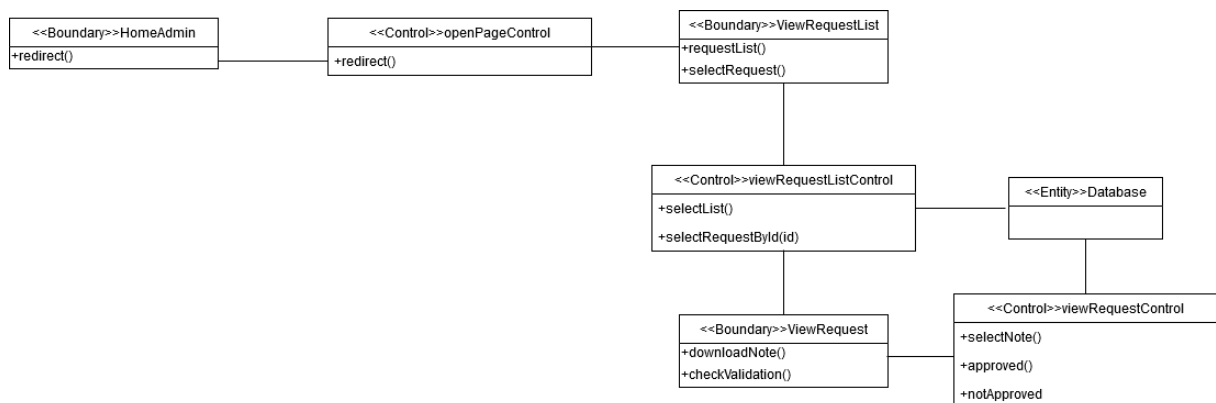 <<Boundary>>HomeAdmin
+redirect()
<<Control>>openPageControl
+redirect()
<<Boundary>>ViewRequestList
+requestList()
+selectRequest()
<<Control>>viewRequestListControl
+selectList()
+selectRequestById(id)
<<Entity>>Database
<<Boundary>>ViewRequest
+downloadNote()
+checkValidation()
<<Control>>viewRequestControl
+selectNote()
+approved()
+notApproved